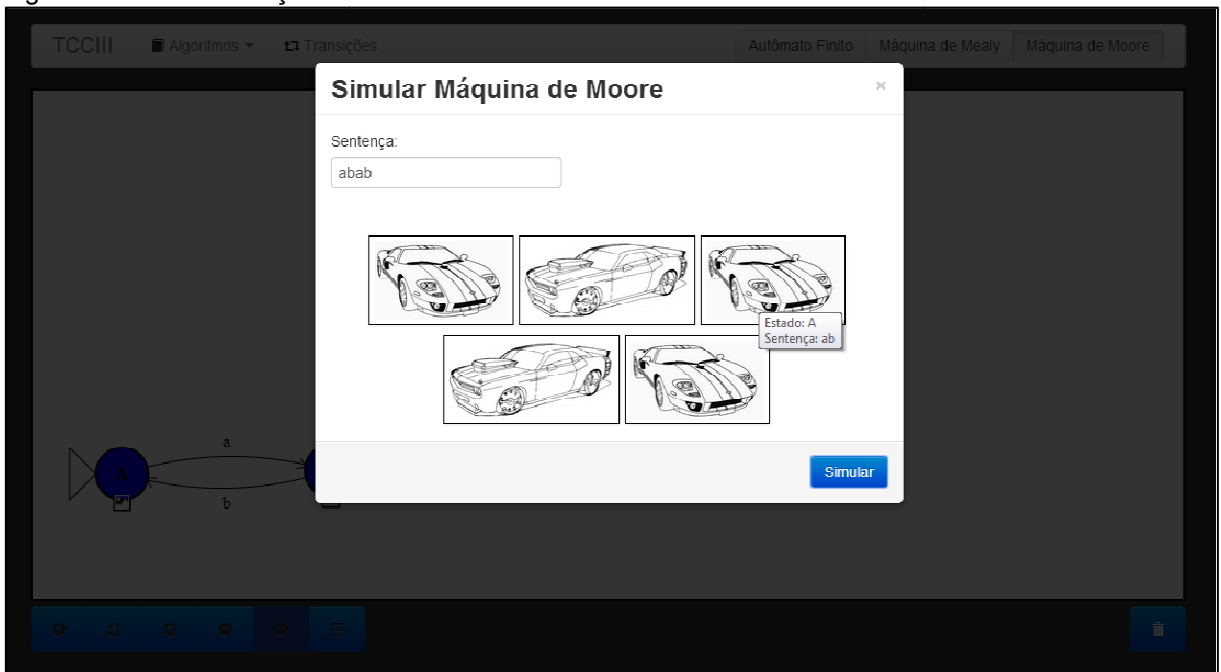 TCCIII Algoritmos Transições Autômato Finito Máquina de Mealy Máquina de Moore
Simular Máquina de Moore ×
Sentença:
abab
Estado: A
Sentença: ab
Simular
a
A
b